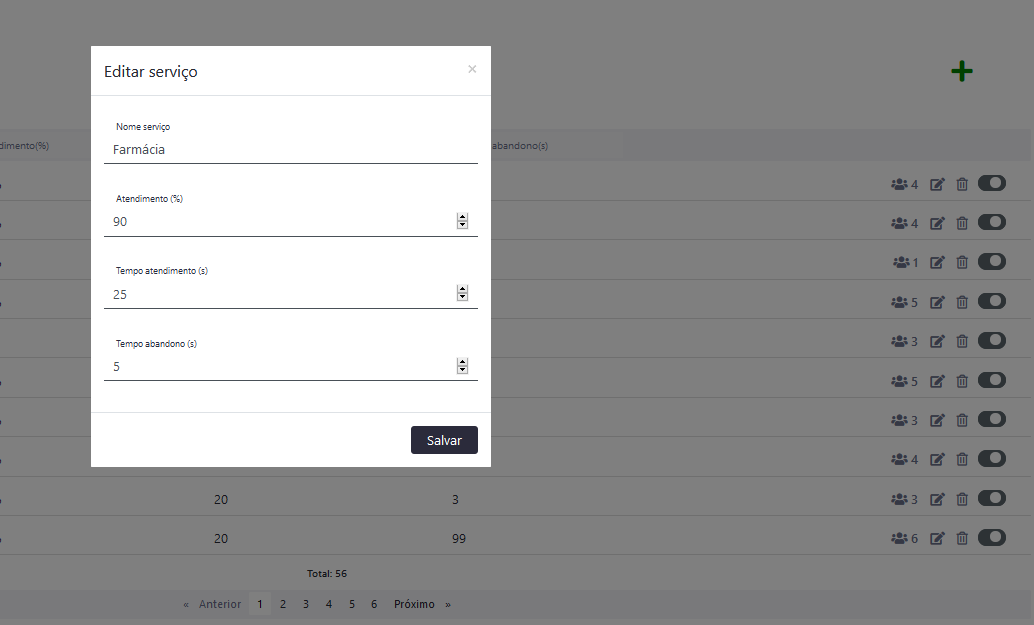 Editar serviço ×
Nome serviço
Farmácia
Atendimento (%)
90
Tempo atendimento (s)
25
Tempo abandono (s)
5
Salvar
dimento(%) abandono(s)
4
4
1
5
3
5
3
4
20 3 3
20 99 6
Total: 56
« Anterior 1 2 3 4 5 6 Próximo »